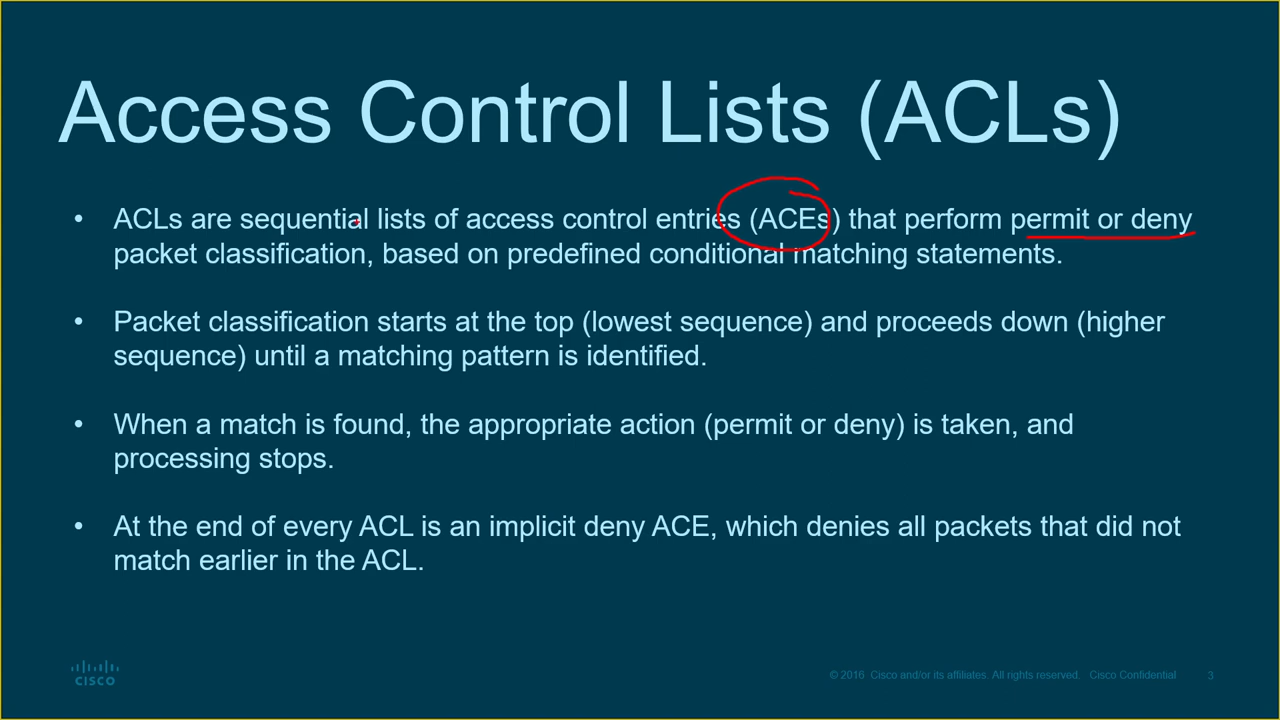 Access Control Lists (ACLs)
• ACLs are sequential lists of access control entries (ACEs) that perform permit or deny
packet classification, based on predefined conditional matching statements.
• Packet classification starts at the top (lowest sequence) and proceeds down (higher
sequence) until a matching pattern is identified.
• When a match is found, the appropriate action (permit or deny) is taken, and
processing stops.
• At the end of every ACL is an implicit deny ACE, which denies all packets that did not
match earlier in the ACL.
CISCO
© 2016 Cisco and/or its affiliates. All rights reserved. Cisco Confidential 3